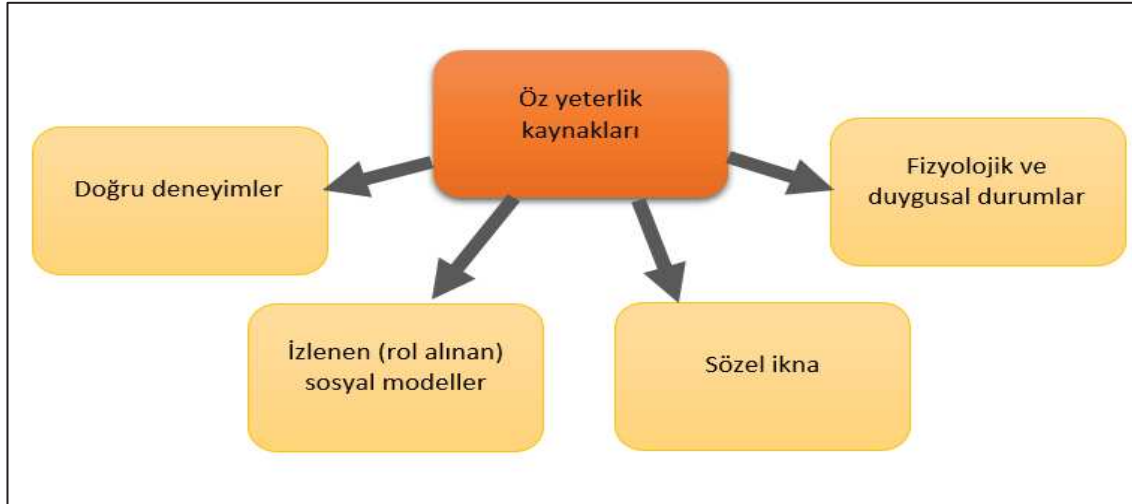 Öz yeterlik
kaynakları
Doğru deneyimler
Fizyolojik ve
duygusal durumlar
İzlenen (rol alınan)
sosyal modeller
Sözel ikna